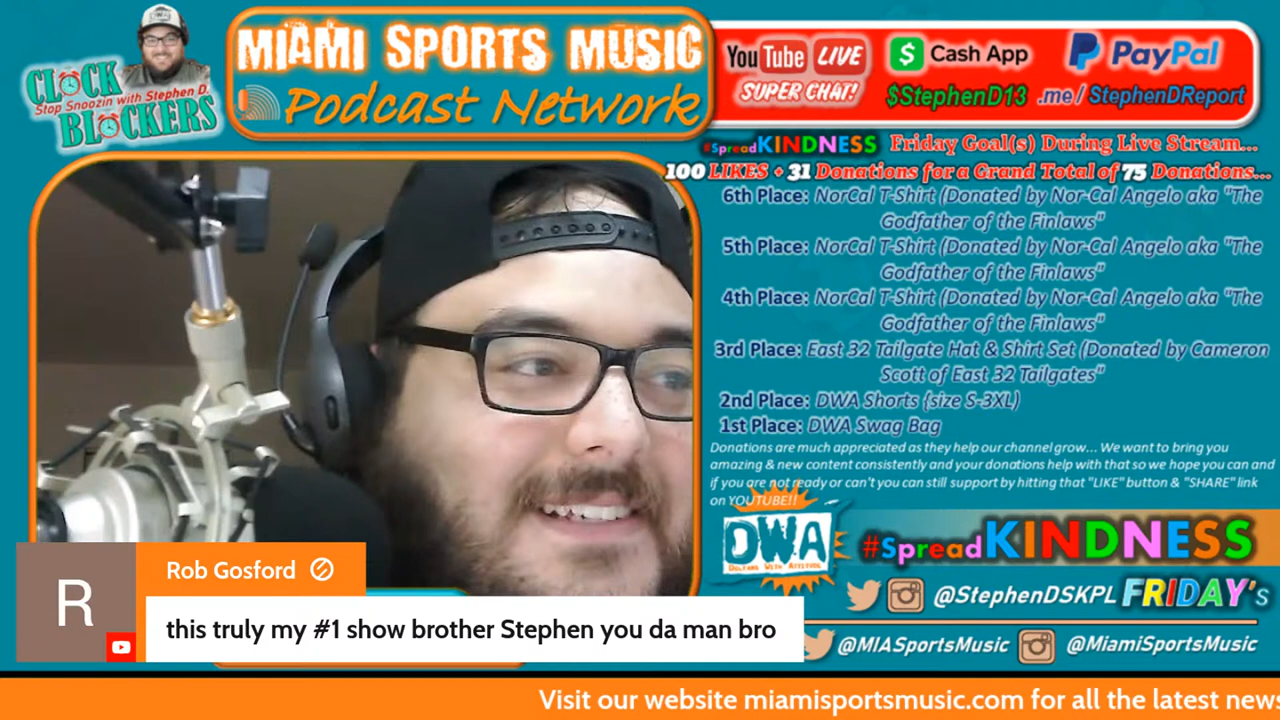 DWA
CLOCK
Stop Snoozin with Stephen D.
BLOCKERS
MIAMI SPORTS MUSIC
Podcast Network
YouTube LIVE
SUPER CHAT!
$ Cash App
$StephenD13
PayPal
.me/StephenDReport
#SpreadKINDNESS Friday Goal(s) During Live Stream...
100 LIKES + 31 Donations for a Grand Total of 75 Donations...
6th Place: NorCal T-Shirt (Donated by Nor-Cal Angelo aka "The
Godfather of the Finlaws"
5th Place: NorCal T-Shirt (Donated by Nor-Cal Angelo aka "The
Godfather of the Finlaws"
4th Place: NorCal T-Shirt (Donated by Nor-Cal Angelo aka "The
Godfather of the Finlaws"
3rd Place: East 32 Tailgate Hat & Shirt Set (Donated by Cameron
Scott of East 32 Tailgates"
2nd Place: DWA Shorts (size S-3XL)
1st Place: DWA Swag Bag
Donations are much appreciated as they help our channel grow... We want to bring you
amazing & new content consistently and your donations help with that so we hope you can and
if you are not ready or can't you can still support by hitting that "LIKE" button & "SHARE" link
on YOUTUBE!!
DWA
Dolfans With Attitude
#SpreadKINDNESS
@StephenDSKPL FRIDAY's
@MIASportsMusic @MiamiSportsMusic
R
Rob Gosford
this truly my #1 show brother Stephen you da man bro
Visit our website miamisportsmusic.com for all the latest news